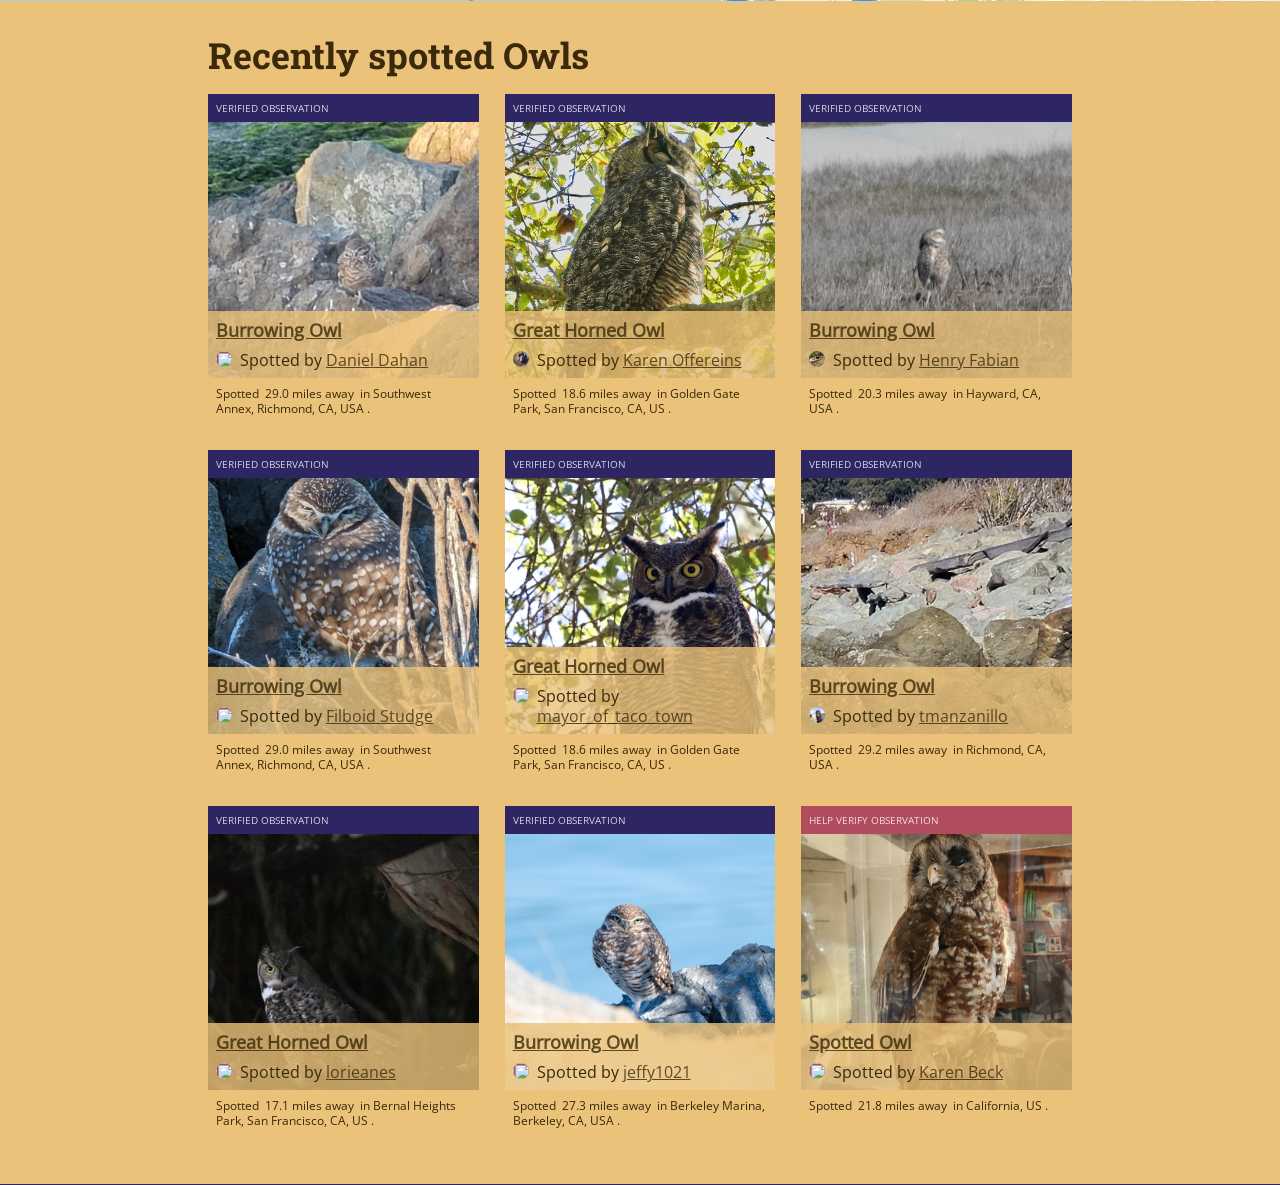 Recently spotted Owls
VERIFIED OBSERVATION
Burrowing Owl
Spotted by Daniel Dahan
Spotted 29.0 miles away in Southwest
Annex, Richmond, CA, USA .
VERIFIED OBSERVATION
Great Horned Owl
Spotted by Karen Offereins
Spotted 18.6 miles away in Golden Gate
Park, San Francisco, CA, US .
VERIFIED OBSERVATION
Burrowing Owl
Spotted by Henry Fabian
Spotted 20.3 miles away in Hayward, CA,
USA .
VERIFIED OBSERVATION
Burrowing Owl
Spotted by Filboid Studge
Spotted 29.0 miles away in Southwest
Annex, Richmond, CA, USA .
VERIFIED OBSERVATION
Great Horned Owl
Spotted by
mayor_of_taco_town
Spotted 18.6 miles away in Golden Gate
Park, San Francisco, CA, US .
VERIFIED OBSERVATION
Burrowing Owl
Spotted by tmanzanillo
Spotted 29.2 miles away in Richmond, CA,
USA .
VERIFIED OBSERVATION
Great Horned Owl
Spotted by lorieanes
Spotted 17.1 miles away in Bernal Heights
Park, San Francisco, CA, US .
VERIFIED OBSERVATION
Burrowing Owl
Spotted by jeffy1021
Spotted 27.3 miles away in Berkeley Marina,
Berkeley, CA, USA .
HELP VERIFY OBSERVATION
Spotted Owl
Spotted by Karen Beck
Spotted 21.8 miles away in California, US .